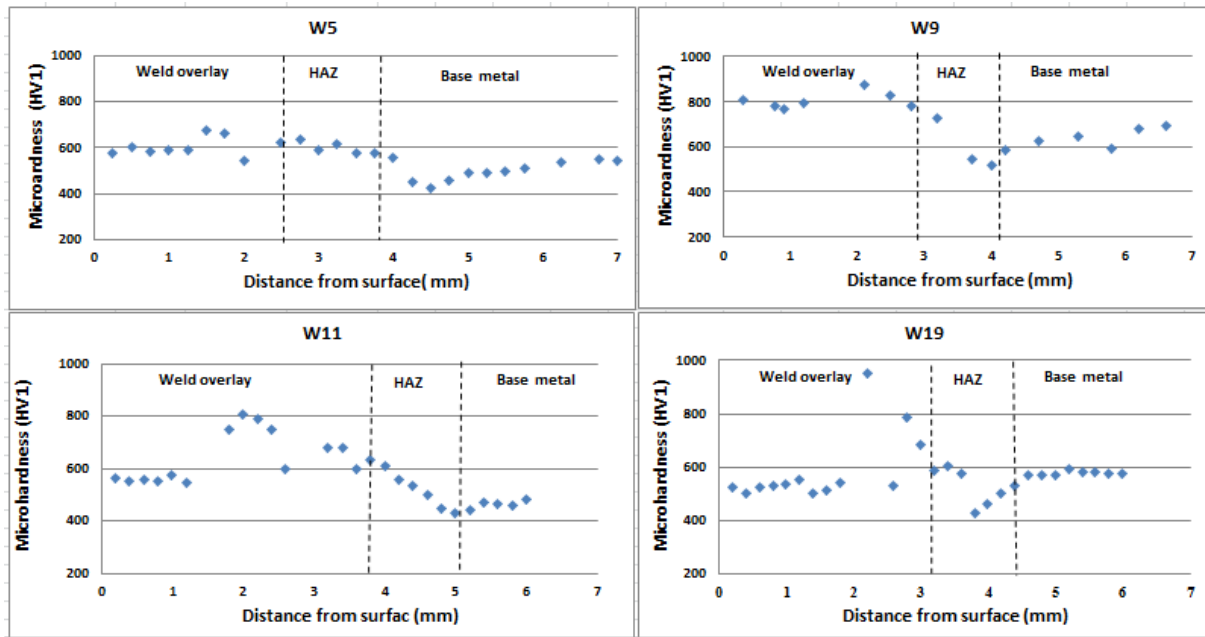 W5
Microardness (HV1)
1000
800
600
400
200
Weld overlay HAZ Base metal
0 1 2 3 4 5 6 7
Distance from surface( mm)
W9
Microardness (HV1)
1000
800
600
400
200
Weld overlay HAZ Base metal
0 1 2 3 4 5 6 7
Distance from surface (mm)
W11
Microhardness (HV1)
1000
800
600
400
200
Weld overlay HAZ Base metal
0 1 2 3 4 5 6 7
Distance from surfac (mm)
W19
Microhardness (HV1)
1000
800
600
400
200
Weld overlay HAZ Base metal
0 1 2 3 4 5 6 7
Distance from surface (mm)